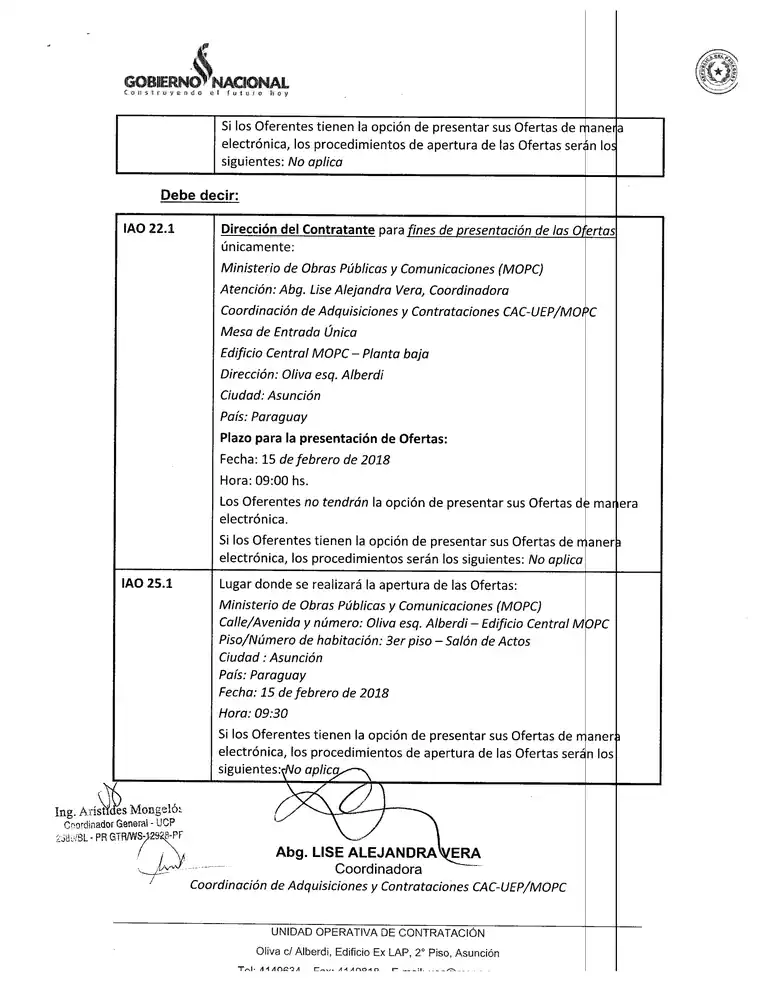 GOBIERNO NACIONAL
Construyendo el futuro hoy
Si los Oferentes tienen la opción de presentar sus Ofertas de manera
electrónica, los procedimientos de apertura de las Ofertas serán los
siguientes: No aplica
Debe decir:
IAO 22.1
Dirección del Contratante para fines de presentación de las Ofertas
únicamente:
Ministerio de Obras Públicas y Comunicaciones (MOPC)
Atención: Abg. Lise Alejandra Vera, Coordinadora
Coordinación de Adquisiciones y Contrataciones CAC-UEP/MOPC
Mesa de Entrada Única
Edificio Central MOPC – Planta baja
Dirección: Oliva esq. Alberdi
Ciudad: Asunción
País: Paraguay
Plazo para la presentación de Ofertas:
Fecha: 15 de febrero de 2018
Hora: 09:00 hs.
Los Oferentes no tendrán la opción de presentar sus Ofertas de manera
electrónica.
Si los Oferentes tienen la opción de presentar sus Ofertas de manera
electrónica, los procedimientos serán los siguientes: No aplica
IAO 25.1
Lugar donde se realizará la apertura de las Ofertas:
Ministerio de Obras Públicas y Comunicaciones (MOPC)
Calle/Avenida y número: Oliva esq. Alberdi – Edificio Central MOPC
Piso/Número de habitación: 3er piso – Salón de Actos
Ciudad : Asunción
País: Paraguay
Fecha: 15 de febrero de 2018
Hora: 09:30
Si los Oferentes tienen la opción de presentar sus Ofertas de manera
electrónica, los procedimientos de apertura de las Ofertas serán los
siguientes: No aplica
Ing. Arístides Mongelós
Coordinador General - UCP
PR GTR/WS-12928-PF
Abg. LISE ALEJANDRA VERA
Coordinadora
Coordinación de Adquisiciones y Contrataciones CAC-UEP/MOPC
UNIDAD OPERATIVA DE CONTRATACIÓN
Oliva c/ Alberdi, Edificio Ex LAP, 2° Piso, Asunción